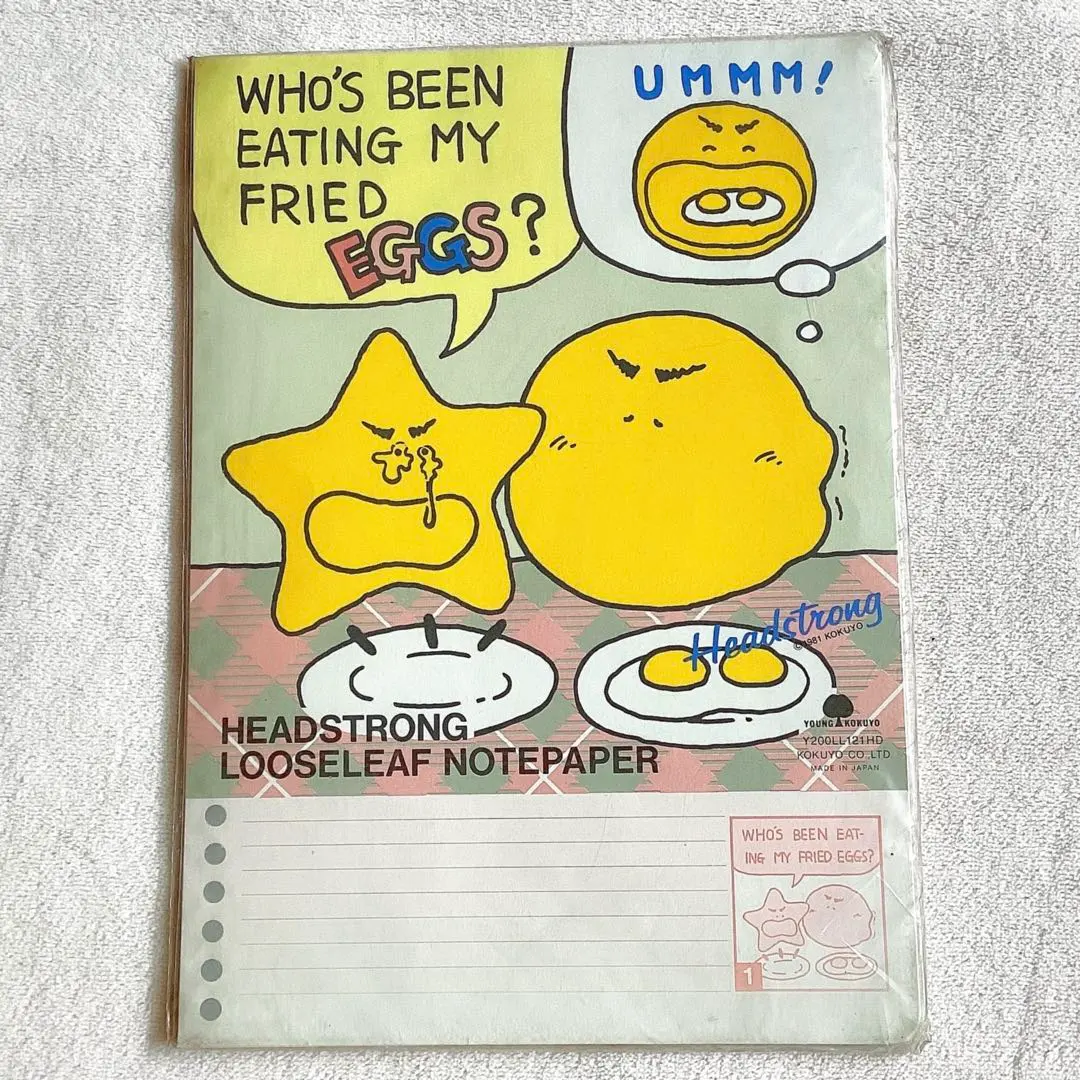 WHO'S BEEN
EATING MY
FRIED
EGGS?
UMMM!
Headstrong
©1981 KOKUYO
YOUNG KOKUYO
Y200LL121HD
KOKUYO CO.,LTD
MADE IN JAPAN
HEADSTRONG
LOOSELEAF NOTEPAPER
WHO'S BEEN EAT-
ING MY FRIED EGGS?
1